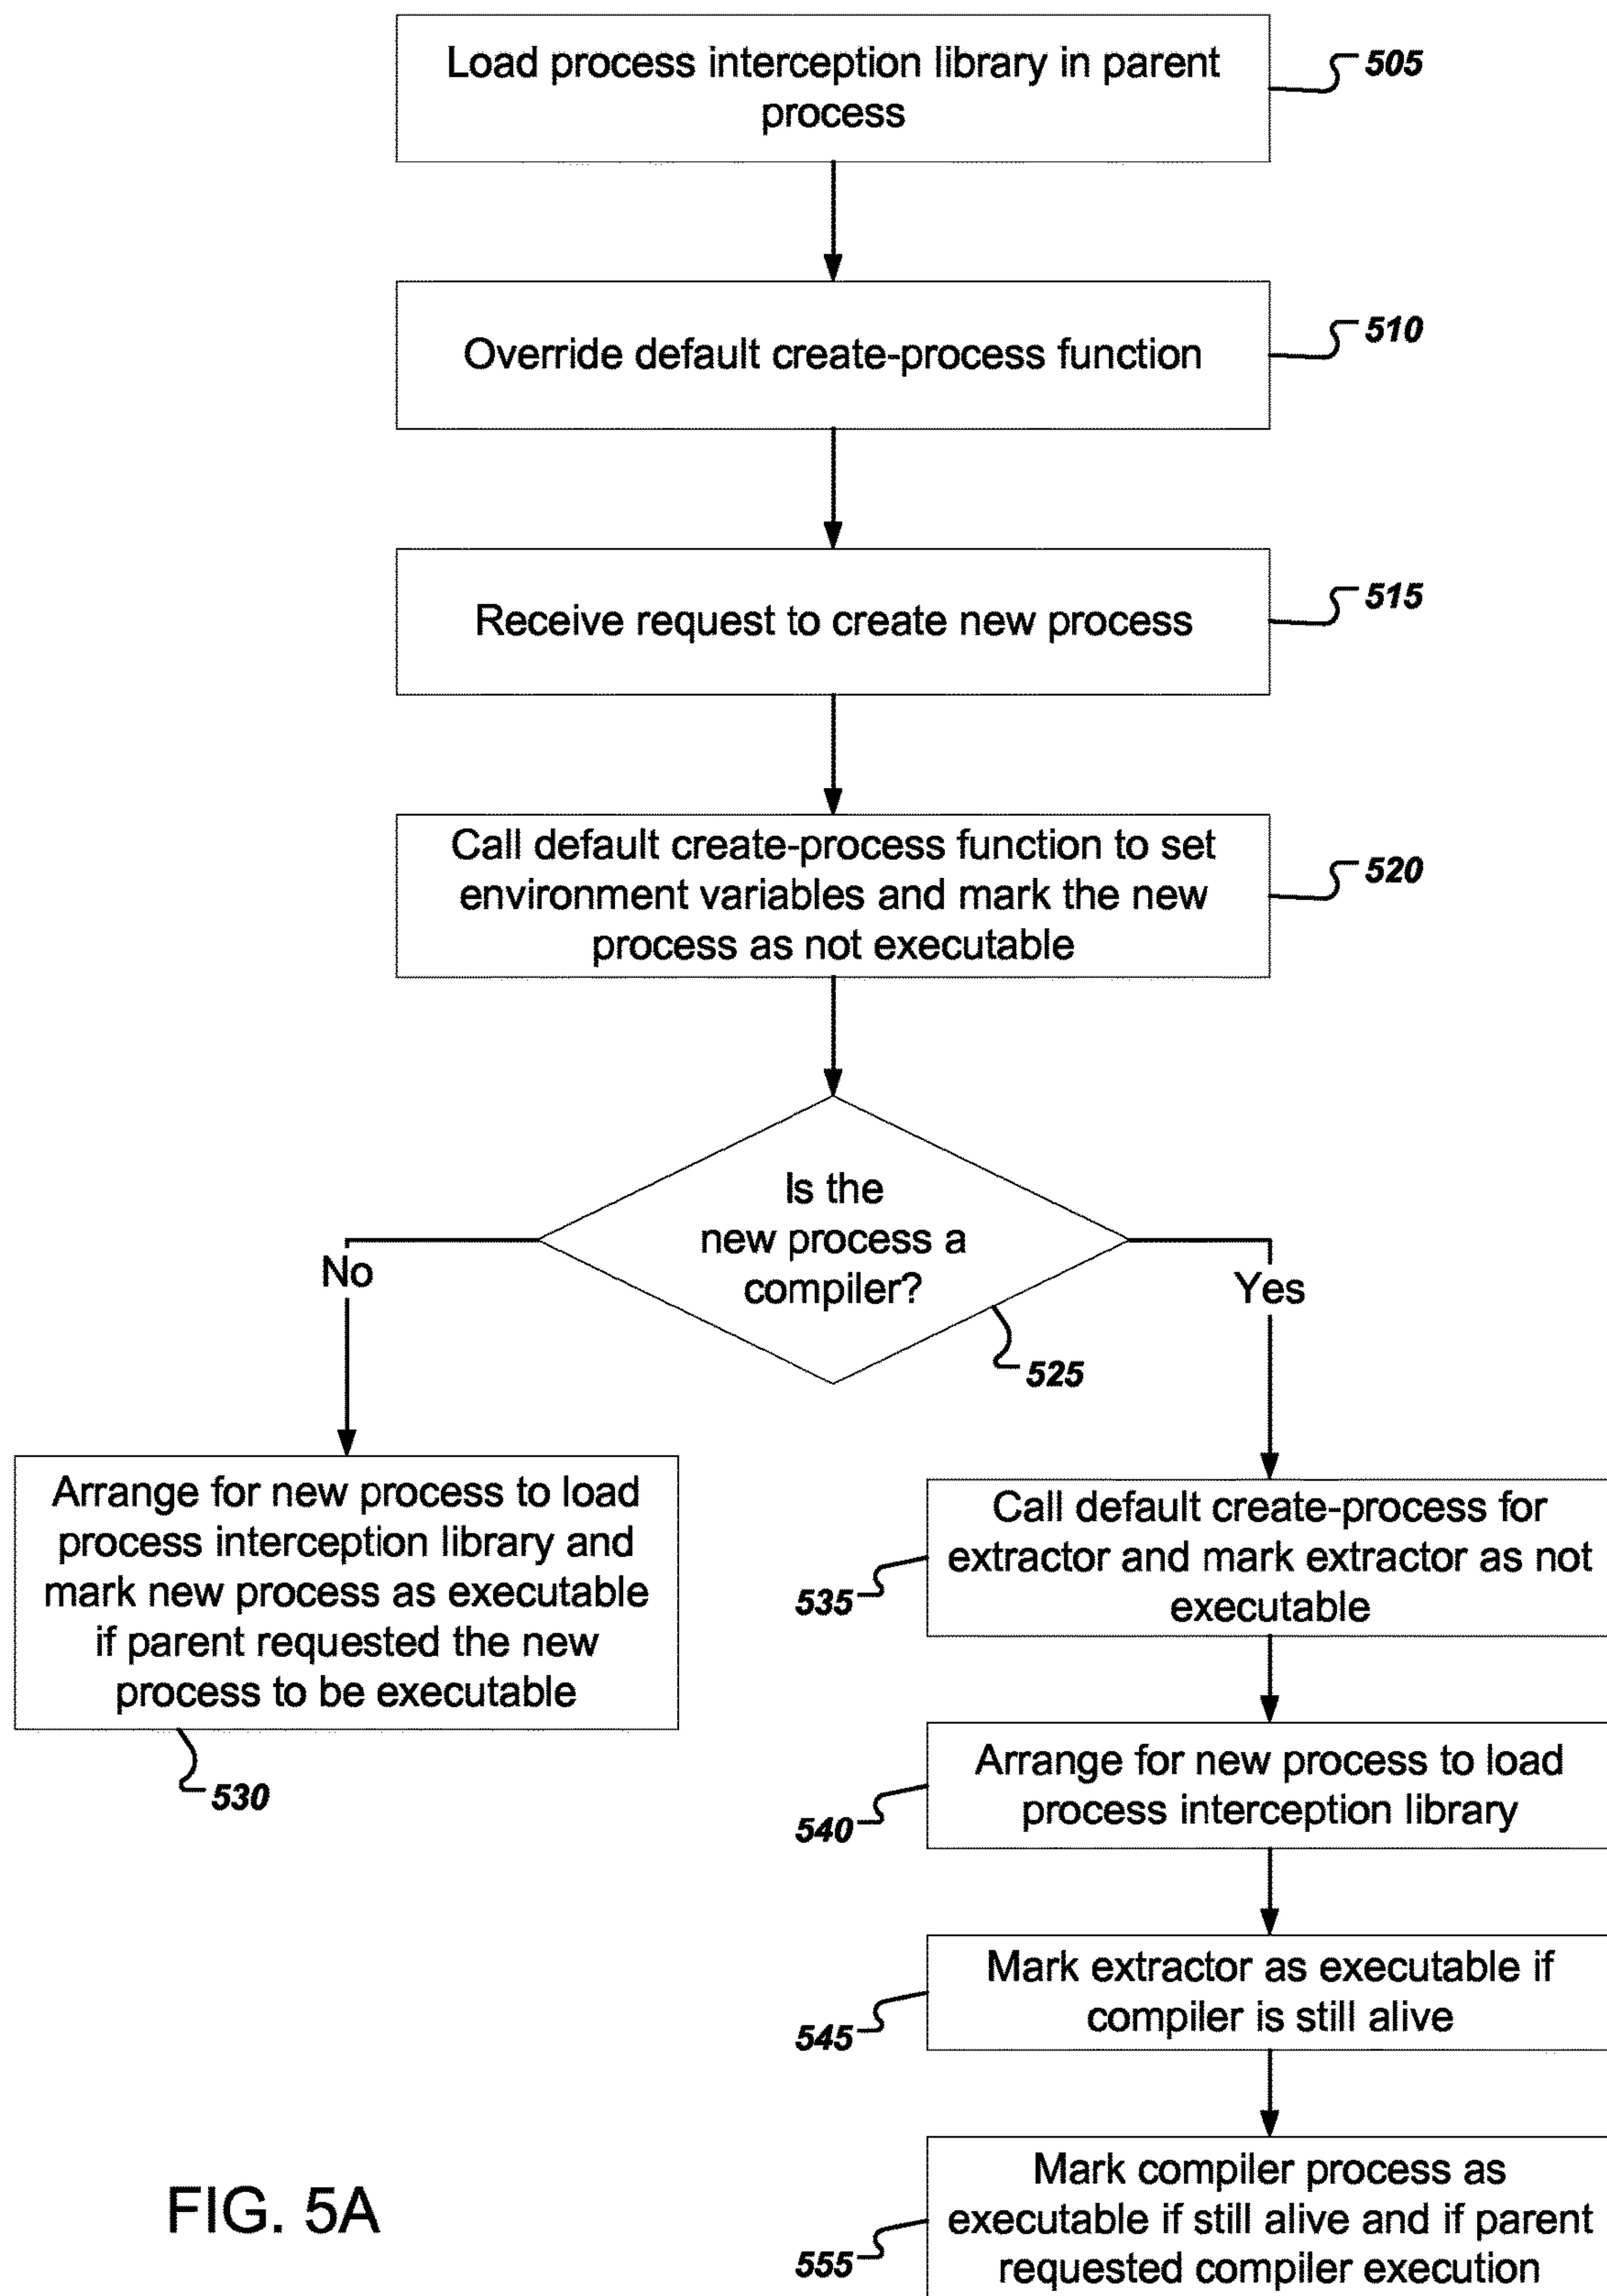 Load process interception library in parent
process
505
Override default create-process function
510
Receive request to create new process
515
Call default create-process function to set
environment variables and mark the new
process as not executable
520
Is the
new process a
compiler?
525
No
Yes
Arrange for new process to load
process interception library and
mark new process as executable
if parent requested the new
process to be executable
530
Call default create-process for
extractor and mark extractor as not
executable
535
Arrange for new process to load
process interception library
540
Mark extractor as executable if
compiler is still alive
545
Mark compiler process as
executable if still alive and if parent
requested compiler execution
555
FIG. 5A